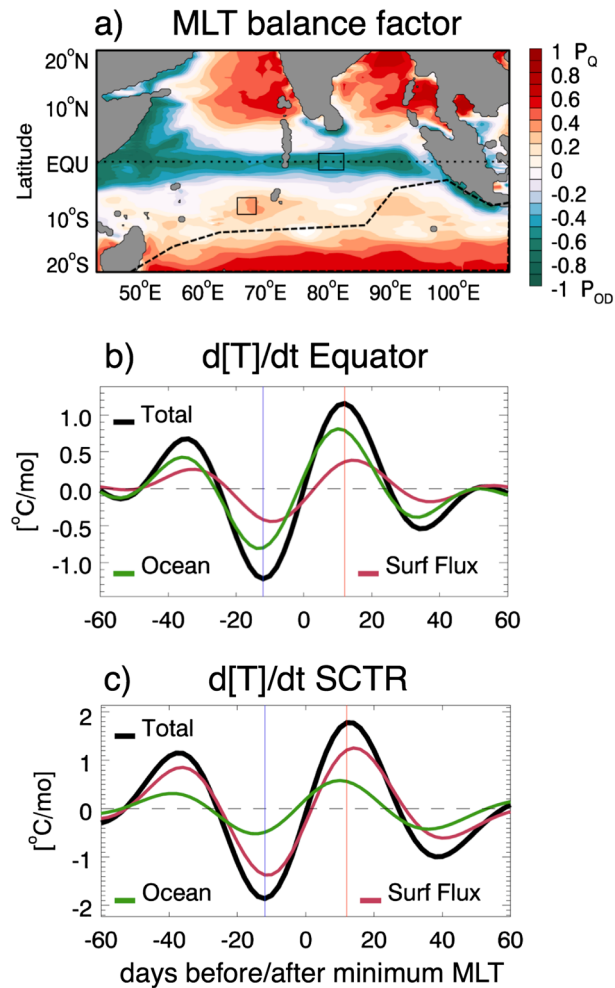 a) MLT balance factor
20°N
10°N
EQU
10°S
20°S
Latitude
50°E 60°E 70°E 80°E 90°E 100°E
1 P_Q
0.8
0.6
0.4
0.2
0
-0.2
-0.4
-0.6
-0.8
-1 P_OD
b) d[T]/dt Equator
Total
Ocean
Surf Flux
[°C/mo]
1.0
0.5
0.0
-0.5
-1.0
-60 -40 -20 0 20 40 60
c) d[T]/dt SCTR
Total
Ocean
Surf Flux
[°C/mo]
2
1
0
-1
-2
-60 -40 -20 0 20 40 60
days before/after minimum MLT